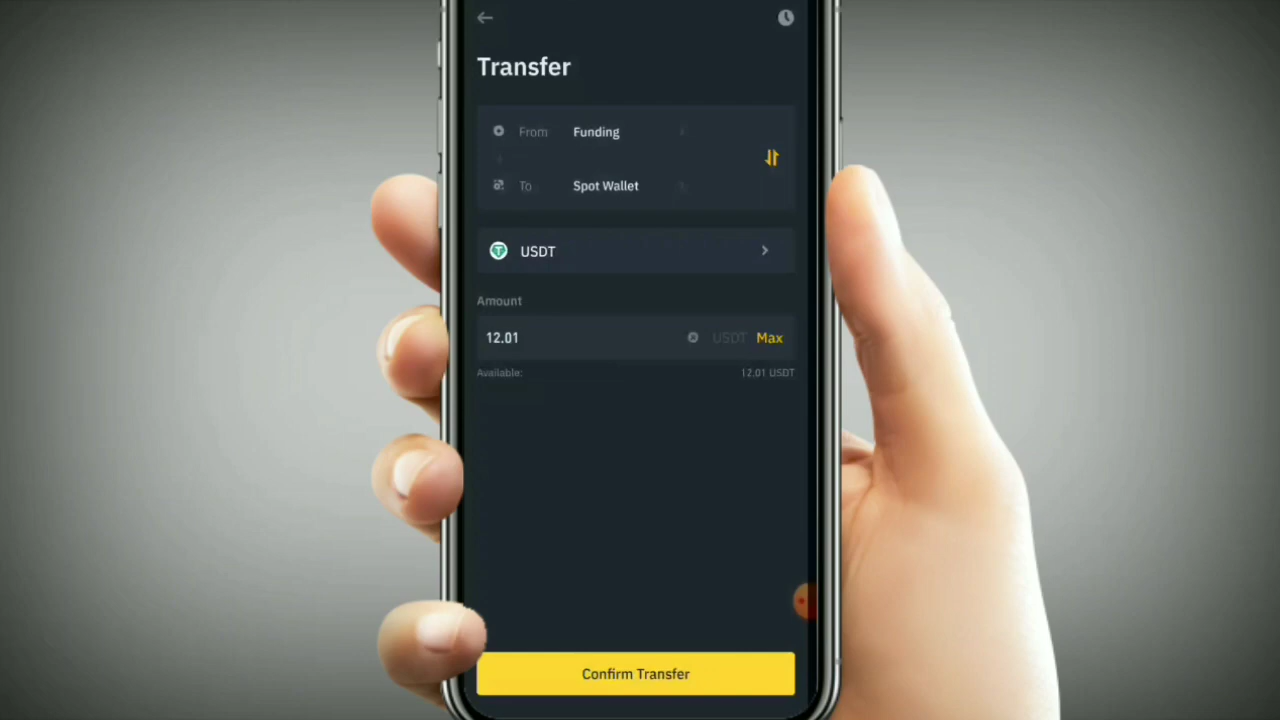 Transfer
From Funding
To Spot Wallet
USDT
Amount
12.01 USDT Max
Available: 12.01 USDT
Confirm Transfer